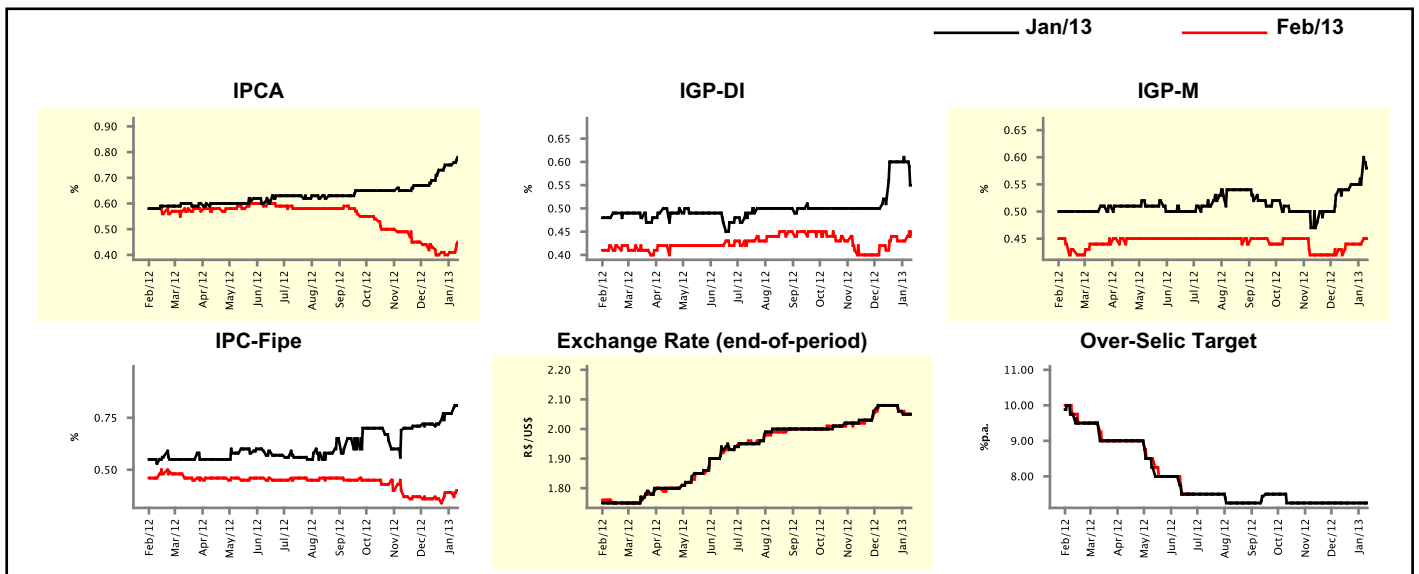 Jan/13 Feb/13
IPCA
%
0.90
0.80
0.70
0.60
0.50
0.40
Feb/12 Mar/12 Apr/12 May/12 Jun/12 Jul/12 Aug/12 Sep/12 Oct/12 Nov/12 Dec/12 Jan/13
IGP-DI
%
0.65
0.60
0.55
0.50
0.45
0.40
Feb/12 Mar/12 Apr/12 May/12 Jun/12 Jul/12 Aug/12 Sep/12 Oct/12 Nov/12 Dec/12 Jan/13
IGP-M
%
0.65
0.60
0.55
0.50
0.45
Feb/12 Mar/12 Apr/12 May/12 Jun/12 Jul/12 Aug/12 Sep/12 Oct/12 Nov/12 Dec/12 Jan/13
IPC-Fipe
%
0.75
0.50
Feb/12 Mar/12 Apr/12 May/12 Jun/12 Jul/12 Aug/12 Sep/12 Oct/12 Nov/12 Dec/12 Jan/13
Exchange Rate (end-of-period)
R$/US$
2.20
2.10
2.00
1.90
1.80
Feb/12 Mar/12 Apr/12 May/12 Jun/12 Jul/12 Aug/12 Sep/12 Oct/12 Nov/12 Dec/12 Jan/13
Over-Selic Target
%p.a.
11.00
10.00
9.00
8.00
Feb/12 Mar/12 Apr/12 May/12 Jun/12 Jul/12 Aug/12 Sep/12 Oct/12 Nov/12 Dec/12 Jan/13